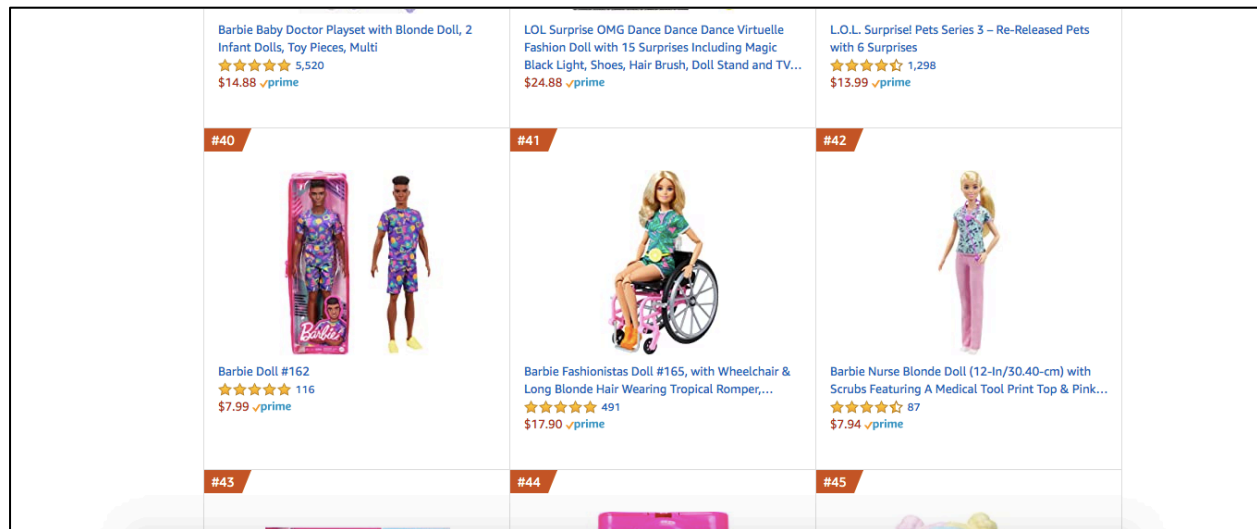 Barbie Baby Doctor Playset with Blonde Doll, 2
Infant Dolls, Toy Pieces, Multi
5,520
$14.88 prime
LOL Surprise OMG Dance Dance Dance Virtuelle
Fashion Doll with 15 Surprises Including Magic
Black Light, Shoes, Hair Brush, Doll Stand and TV...
$24.88 prime
L.O.L. Surprise! Pets Series 3 – Re-Released Pets
with 6 Surprises
1,298
$13.99 prime
#40
Barbie
Barbie Doll #162
116
$7.99 prime
#41
Barbie Fashionistas Doll #165, with Wheelchair &
Long Blonde Hair Wearing Tropical Romper,...
491
$17.90 prime
#42
Barbie Nurse Blonde Doll (12-In/30.40-cm) with
Scrubs Featuring A Medical Tool Print Top & Pink...
87
$7.94 prime
#43
#44
#45